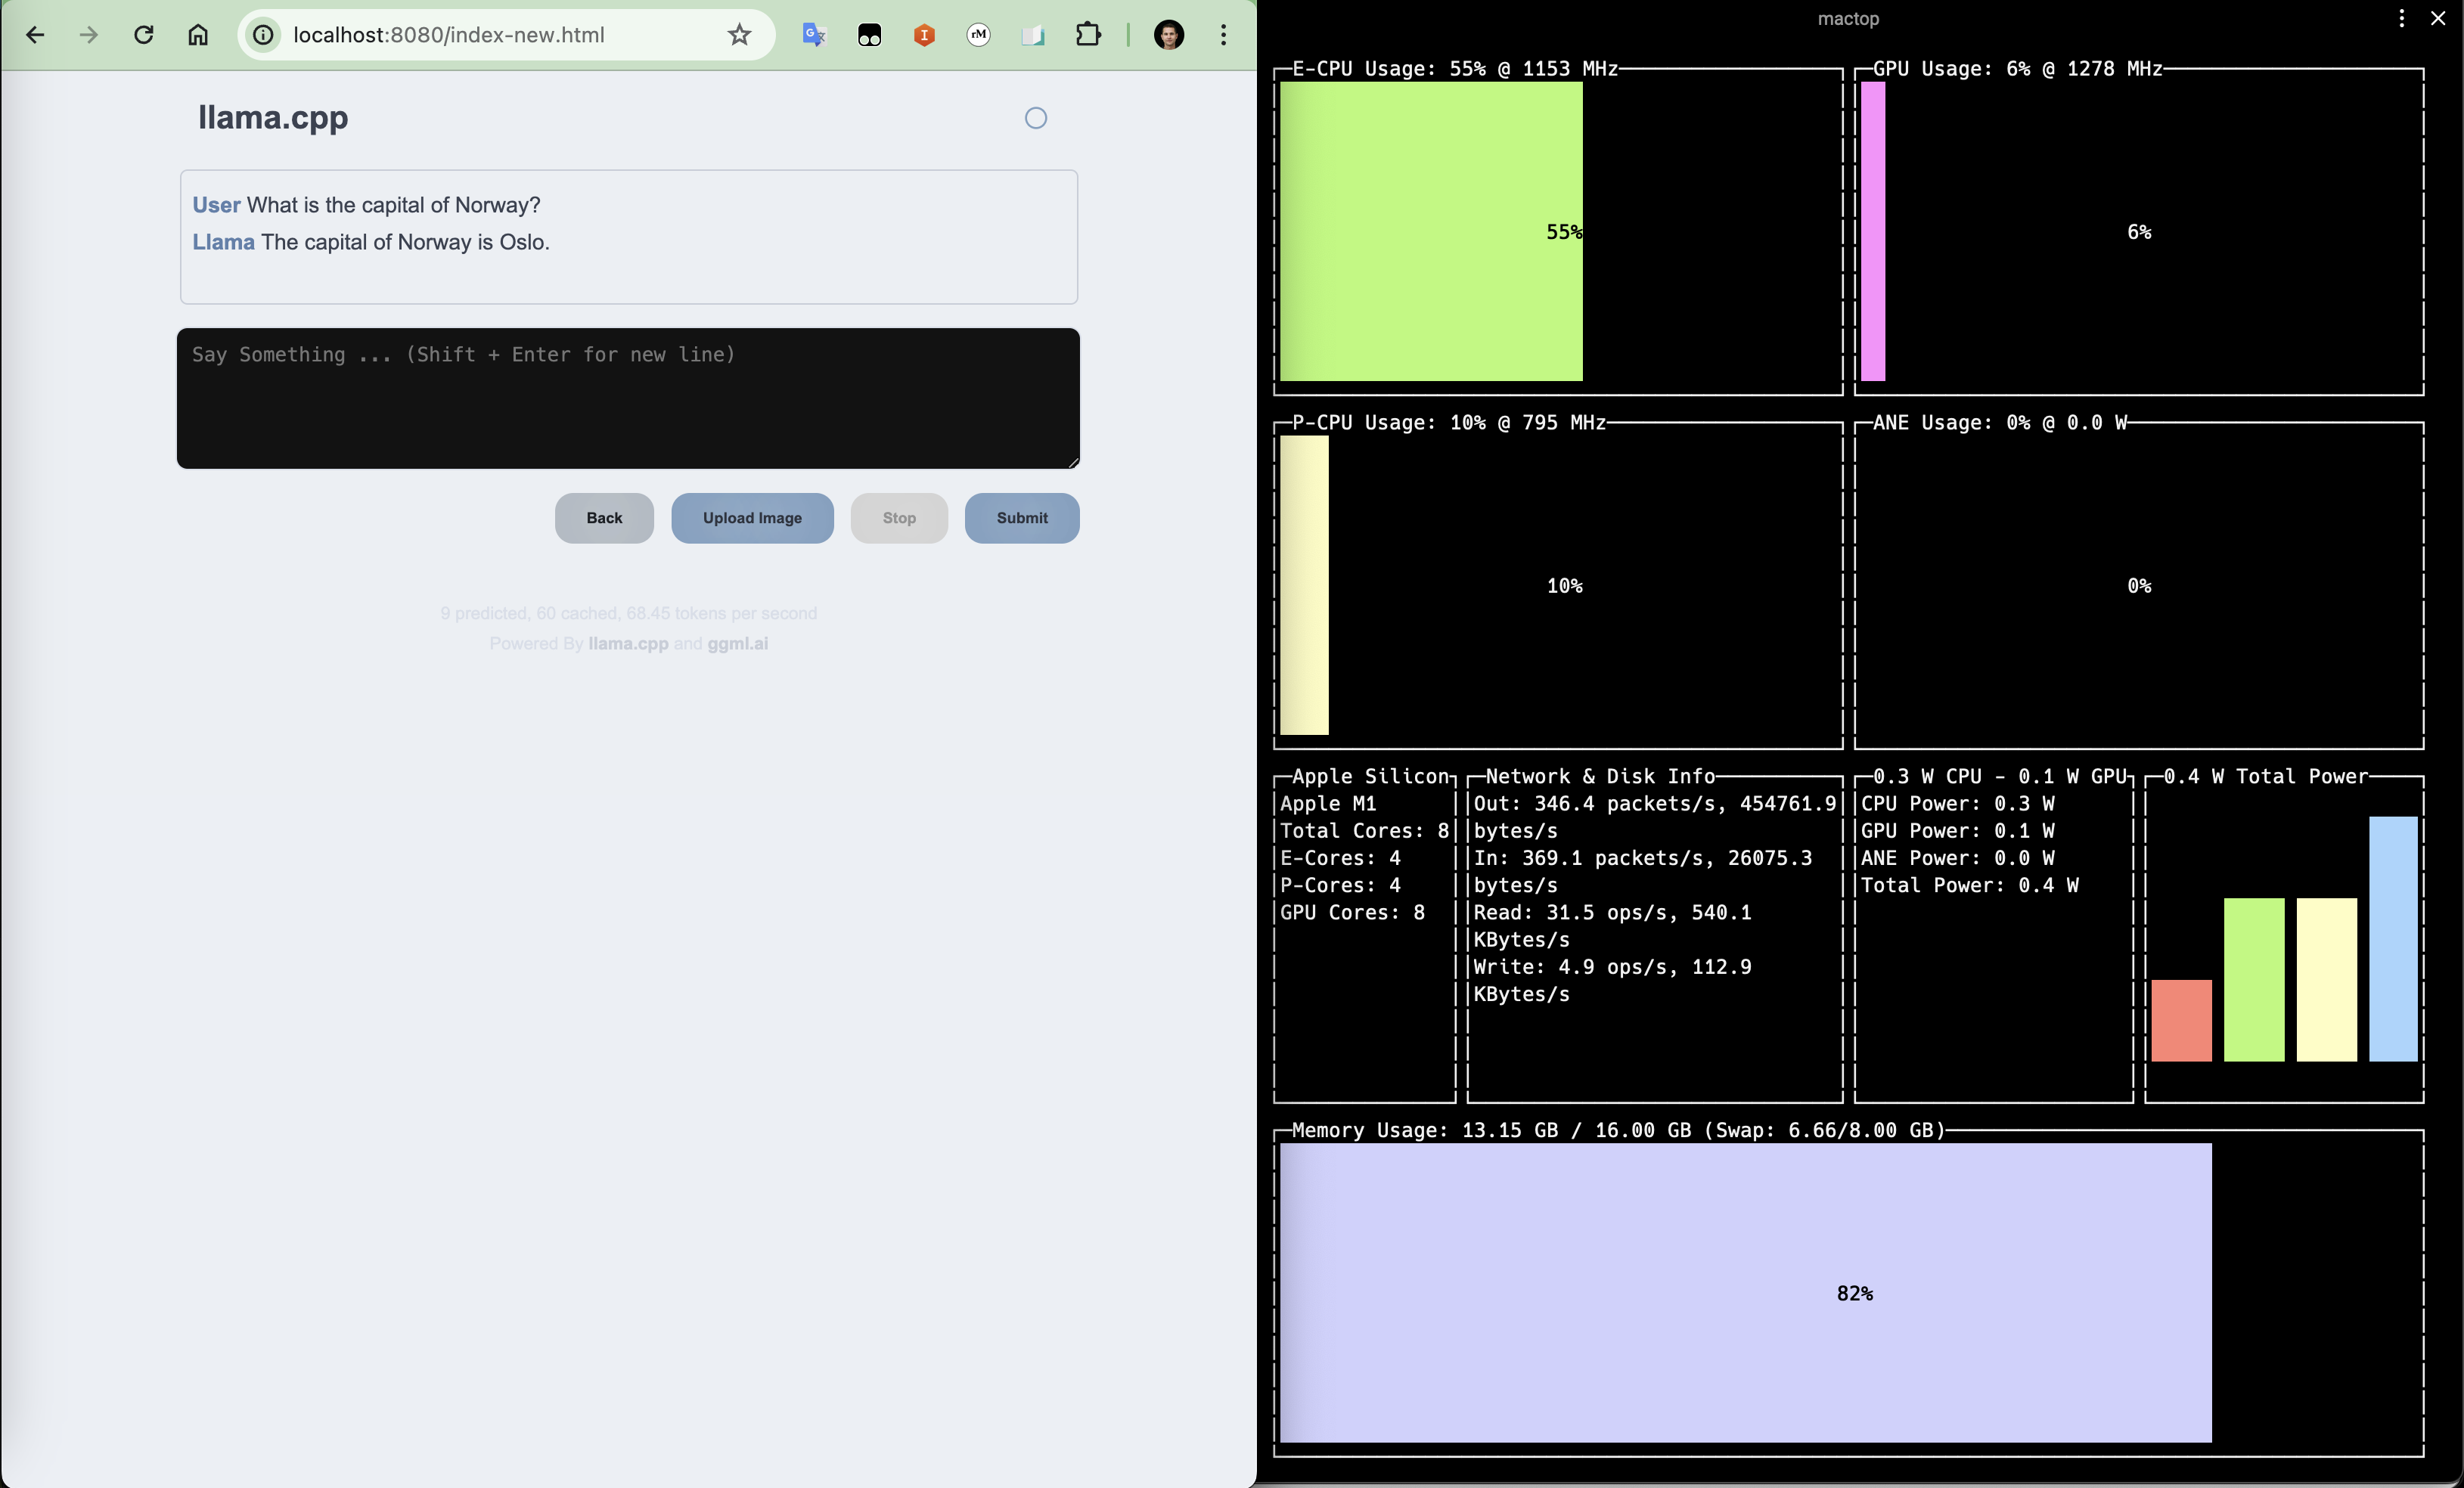 localhost:8080/index-new.html
rM
llama.cpp
User What is the capital of Norway?
Llama The capital of Norway is Oslo.
Say Something ... (Shift + Enter for new line)
Back
Upload Image
Stop
Submit
9 predicted, 60 cached, 68.45 tokens per second
Powered By llama.cpp and ggml.ai
mactop
E-CPU Usage: 55% @ 1153 MHz
55%
GPU Usage: 6% @ 1278 MHz
6%
P-CPU Usage: 10% @ 795 MHz
10%
ANE Usage: 0% @ 0.0 W
0%
Apple Silicon
Apple M1
Total Cores: 8
E-Cores: 4
P-Cores: 4
GPU Cores: 8
Network & Disk Info
Out: 346.4 packets/s, 454761.9
bytes/s
In: 369.1 packets/s, 26075.3
bytes/s
Read: 31.5 ops/s, 540.1
KBytes/s
Write: 4.9 ops/s, 112.9
KBytes/s
0.3 W CPU - 0.1 W GPU
CPU Power: 0.3 W
GPU Power: 0.1 W
ANE Power: 0.0 W
Total Power: 0.4 W
0.4 W Total Power
Memory Usage: 13.15 GB / 16.00 GB (Swap: 6.66/8.00 GB)
82%